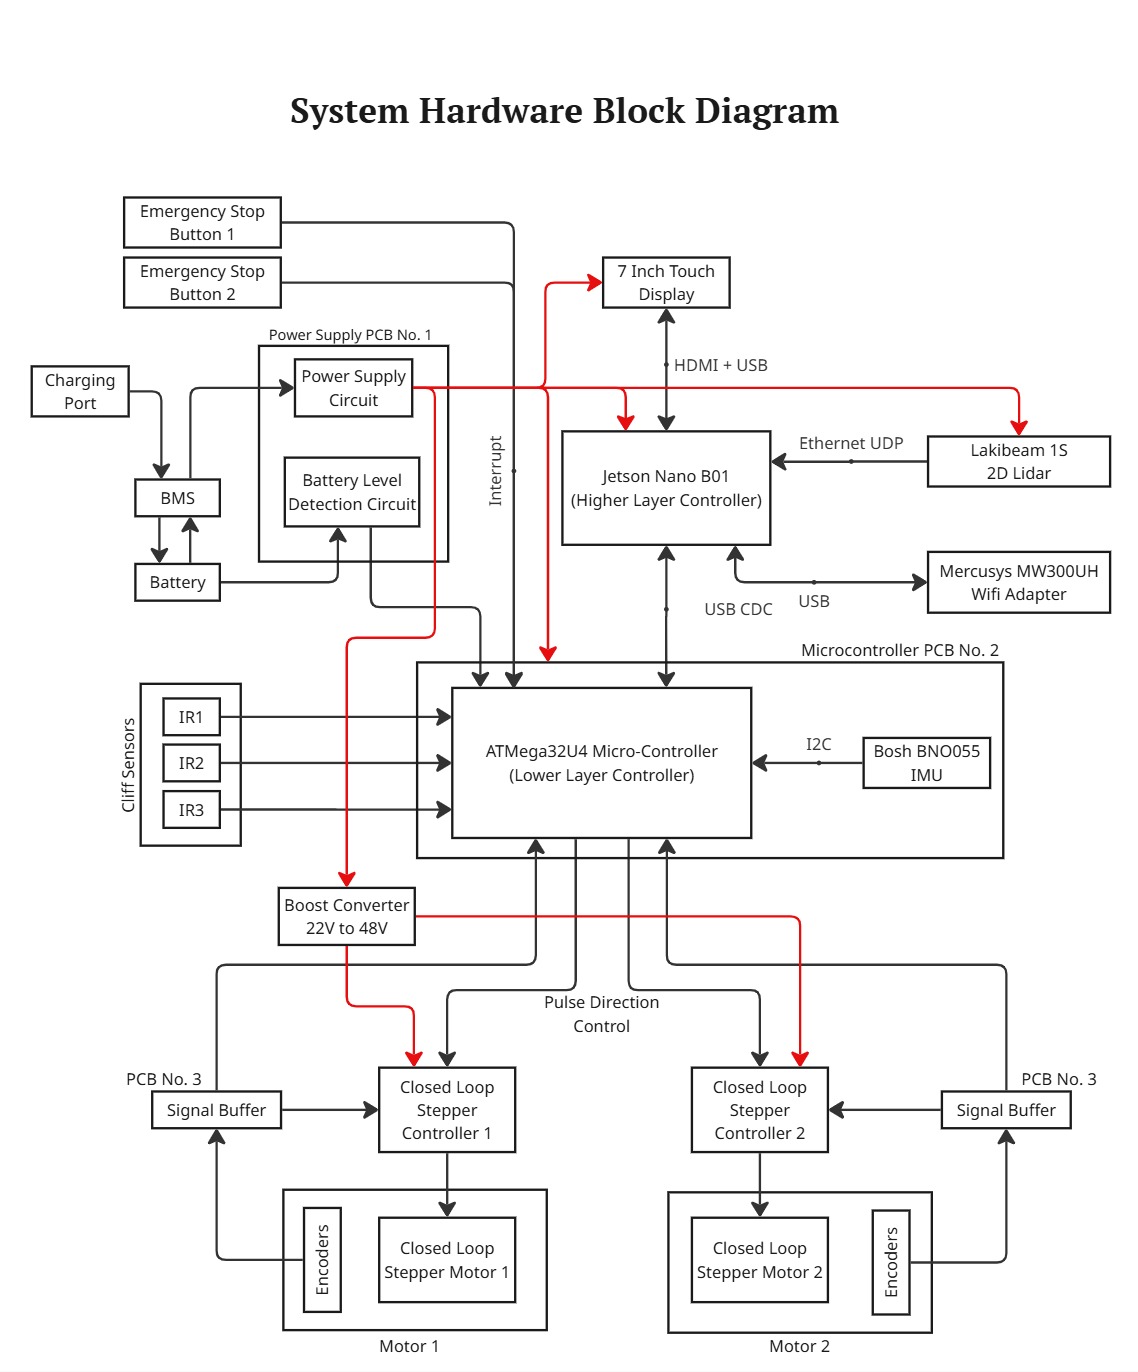 System Hardware Block Diagram
Emergency Stop
Button 1
Emergency Stop
Button 2
7 Inch Touch
Display
Power Supply PCB No. 1
HDMI + USB
Charging
Port
Power Supply
Circuit
Interrupt
Ethernet UDP
Lakibeam 1S
2D Lidar
Jetson Nano B01
(Higher Layer Controller)
Battery Level
Detection Circuit
BMS
Battery
Mercusys MW300UH
Wifi Adapter
USB CDC
USB
Microcontroller PCB No. 2
Cliff Sensors
IR1
IR2
IR3
ATMega32U4 Micro-Controller
(Lower Layer Controller)
I2C
Bosh BNO055
IMU
Boost Converter
22V to 48V
Pulse Direction
Control
PCB No. 3
Signal Buffer
Closed Loop
Stepper
Controller 1
Closed Loop
Stepper
Controller 2
PCB No. 3
Signal Buffer
Encoders
Closed Loop
Stepper Motor 1
Closed Loop
Stepper Motor 2
Encoders
Motor 1
Motor 2